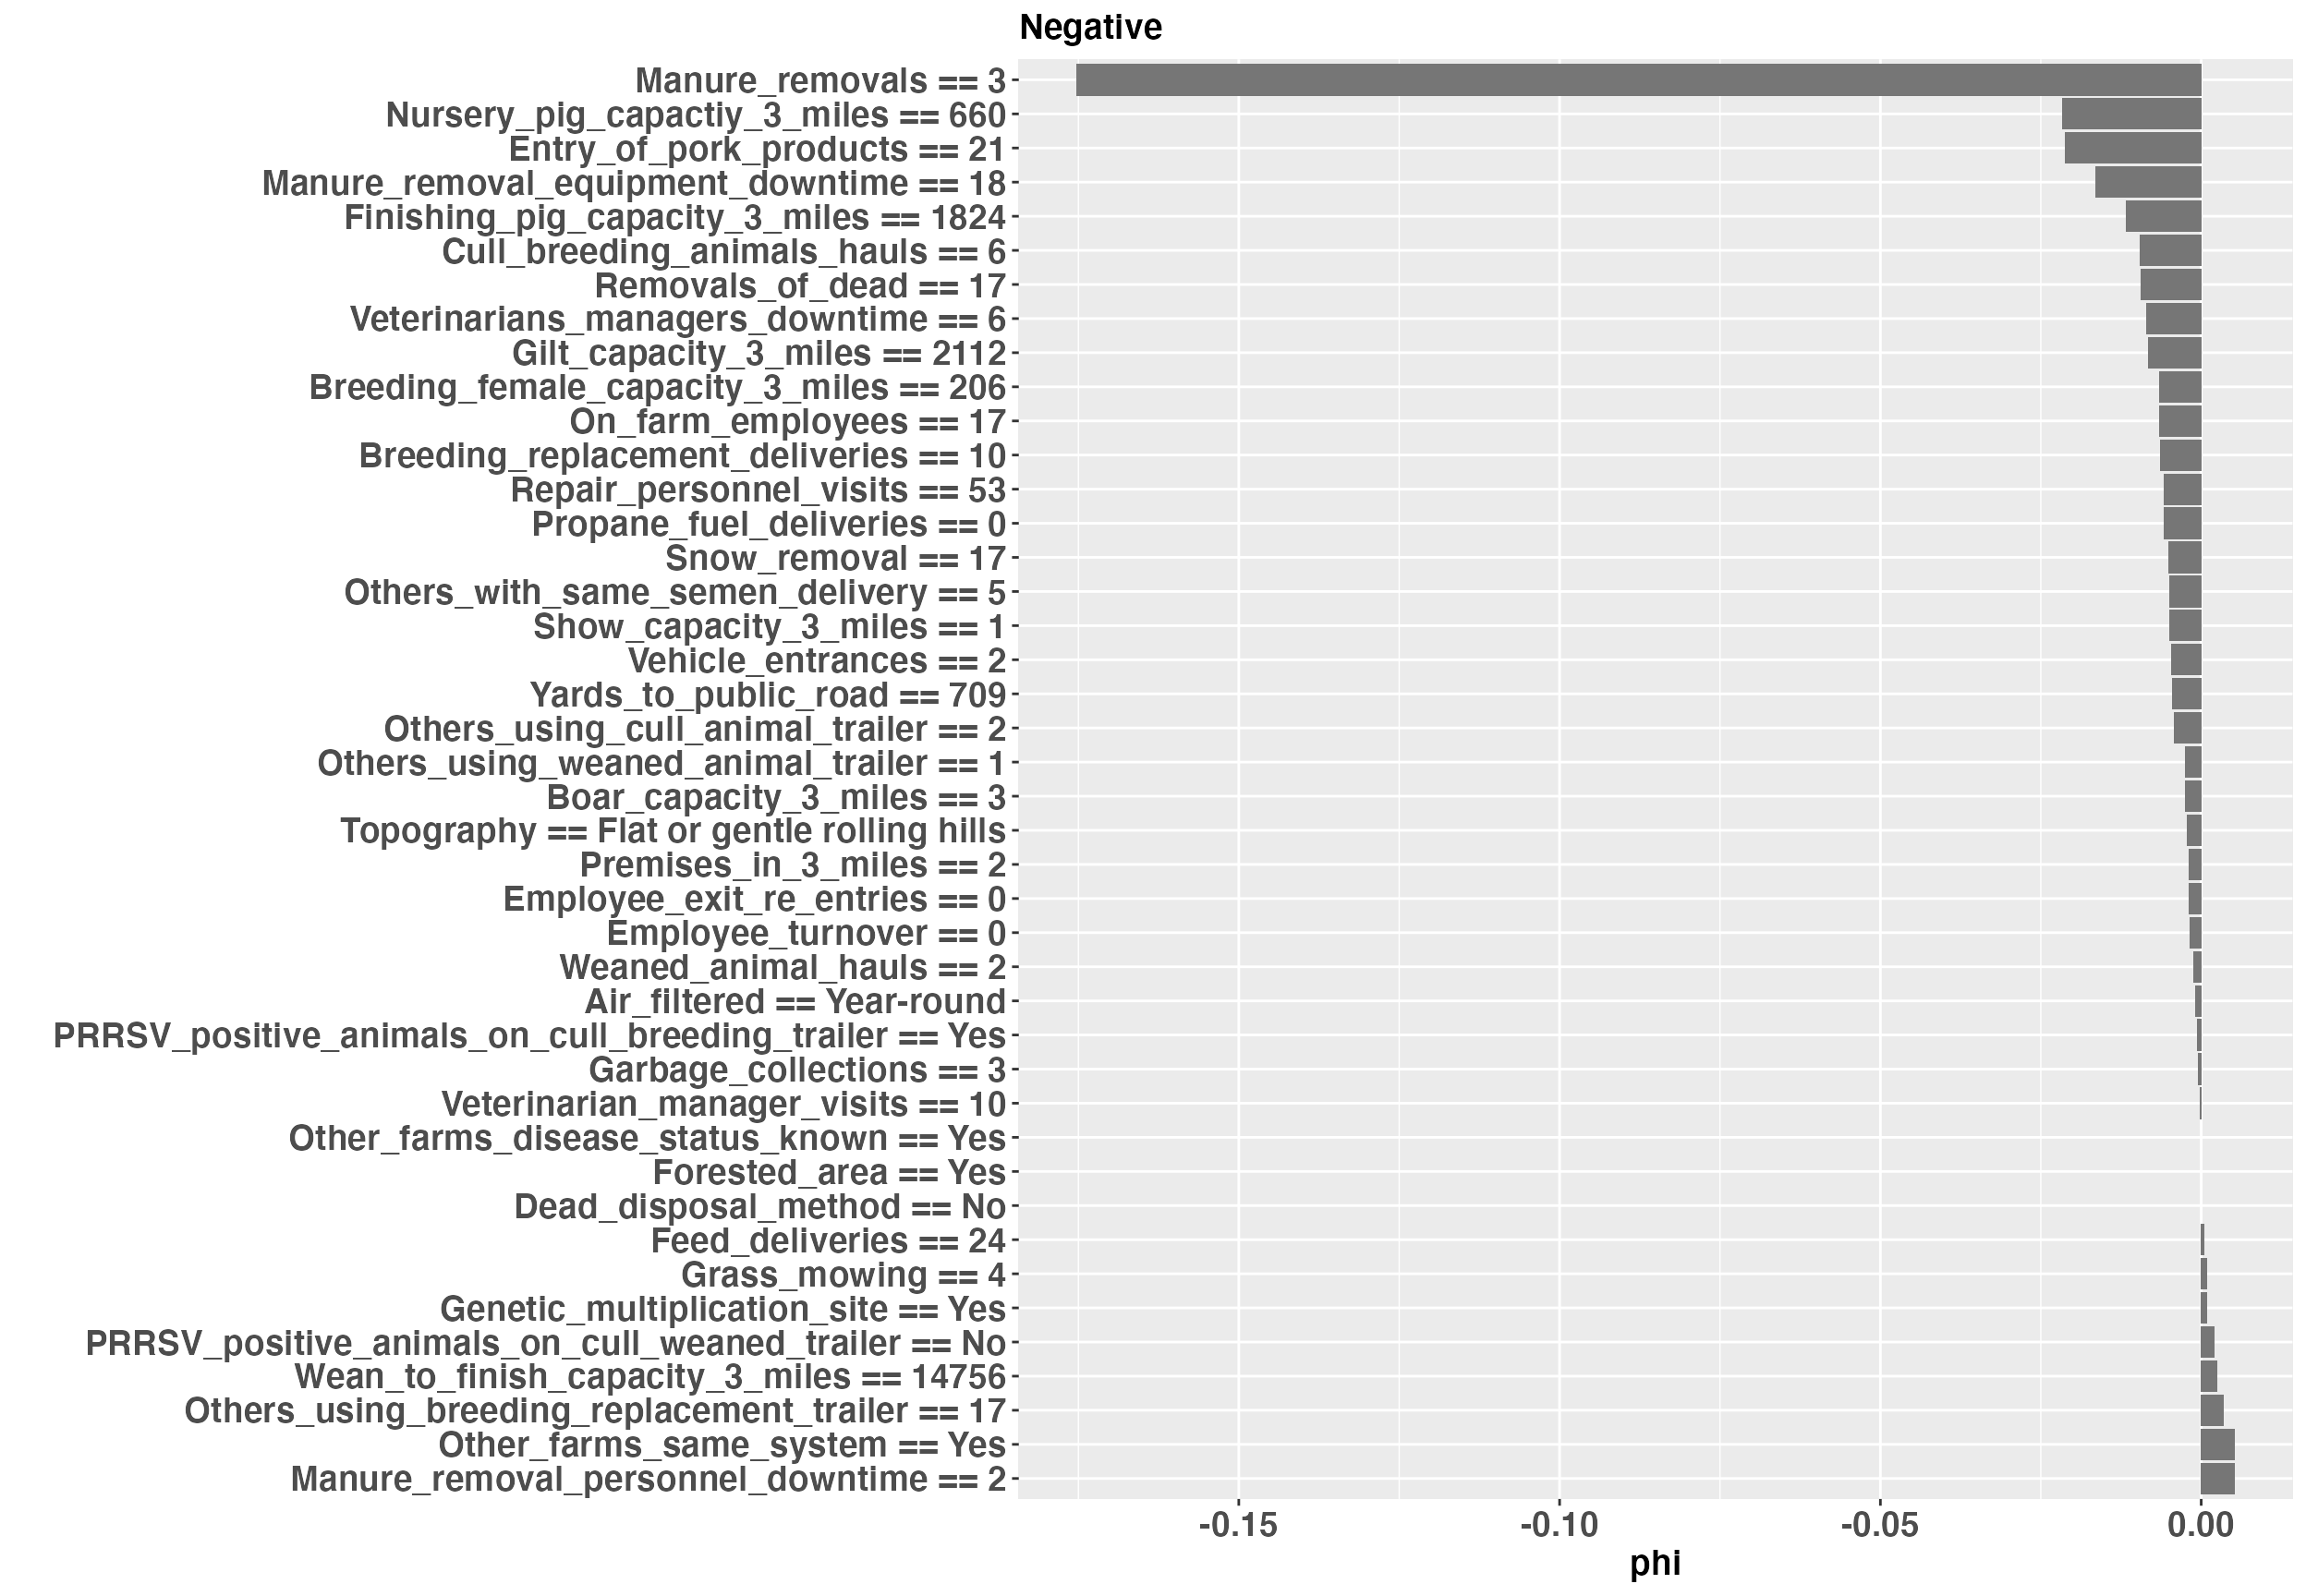 Negative
Manure_removals == 3
Nursery_pig_capactiy_3_miles == 660
Entry_of_pork_products == 21
Manure_removal_equipment_downtime == 18
Finishing_pig_capacity_3_miles == 1824
Cull_breeding_animals_hauls == 6
Removals_of_dead == 17
Veterinarians_managers_downtime == 6
Gilt_capacity_3_miles == 2112
Breeding_female_capacity_3_miles == 206
On_farm_employees == 17
Breeding_replacement_deliveries == 10
Repair_personnel_visits == 53
Propane_fuel_deliveries == 0
Snow_removal == 17
Others_with_same_semen_delivery == 5
Show_capacity_3_miles == 1
Vehicle_entrances == 2
Yards_to_public_road == 709
Others_using_cull_animal_trailer == 2
Others_using_weaned_animal_trailer == 1
Boar_capacity_3_miles == 3
Topography == Flat or gentle rolling hills
Premises_in_3_miles == 2
Employee_exit_re_entries == 0
Employee_turnover == 0
Weaned_animal_hauls == 2
Air_filtered == Year-round
PRRSV_positive_animals_on_cull_breeding_trailer == Yes
Garbage_collections == 3
Veterinarian_manager_visits == 10
Other_farms_disease_status_known == Yes
Forested_area == Yes
Dead_disposal_method == No
Feed_deliveries == 24
Grass_mowing == 4
Genetic_multiplication_site == Yes
PRRSV_positive_animals_on_cull_weaned_trailer == No
Wean_to_finish_capacity_3_miles == 14756
Others_using_breeding_replacement_trailer == 17
Other_farms_same_system == Yes
Manure_removal_personnel_downtime == 2
-0.15 -0.10 -0.05 0.00
phi